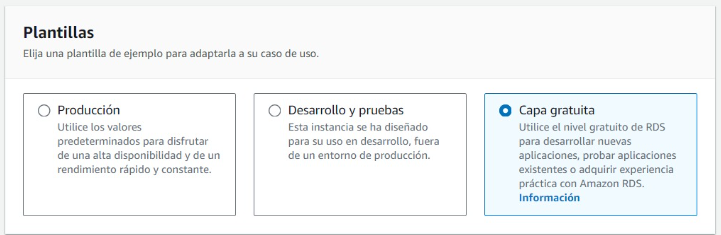 Plantillas
Elija una plantilla de ejemplo para adaptarla a su caso de uso.
Producción
Utilice los valores
predeterminados para disfrutar
de una alta disponibilidad y de un
rendimiento rápido y constante.
Desarrollo y pruebas
Esta instancia se ha diseñado
para su uso en desarrollo, fuera
de un entorno de producción.
Capa gratuita
Utilice el nivel gratuito de RDS
para desarrollar nuevas
aplicaciones, probar aplicaciones
existentes o adquirir experiencia
práctica con Amazon RDS.
Información